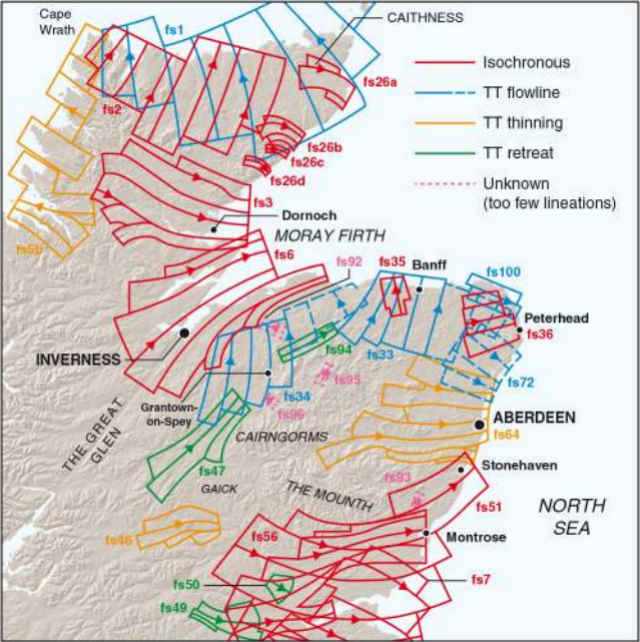 Cape
Wrath
fs1
CAITHNESS
fs2
fs26a
fs26b
fs26c
fs26d
Isochronous
TT flowline
TT thinning
TT retreat
Unknown
(too few lineations)
fs3
Dornoch
MORAY FIRTH
fs5b
fs6
fs92
fs35
Banff
fs100
Peterhead
fs36
INVERNESS
fs94
fs33
fs95
fs72
fs34
Grantown-
on-Spey
fs96
THE GREAT
GLEN
CAIRNGORMS
ABERDEEN
fs64
fs47
GAICK
THE MOUNTH
fs93
Stonehaven
fs51
NORTH
SEA
fs46
fs56
Montrose
fs50
fs7
fs49